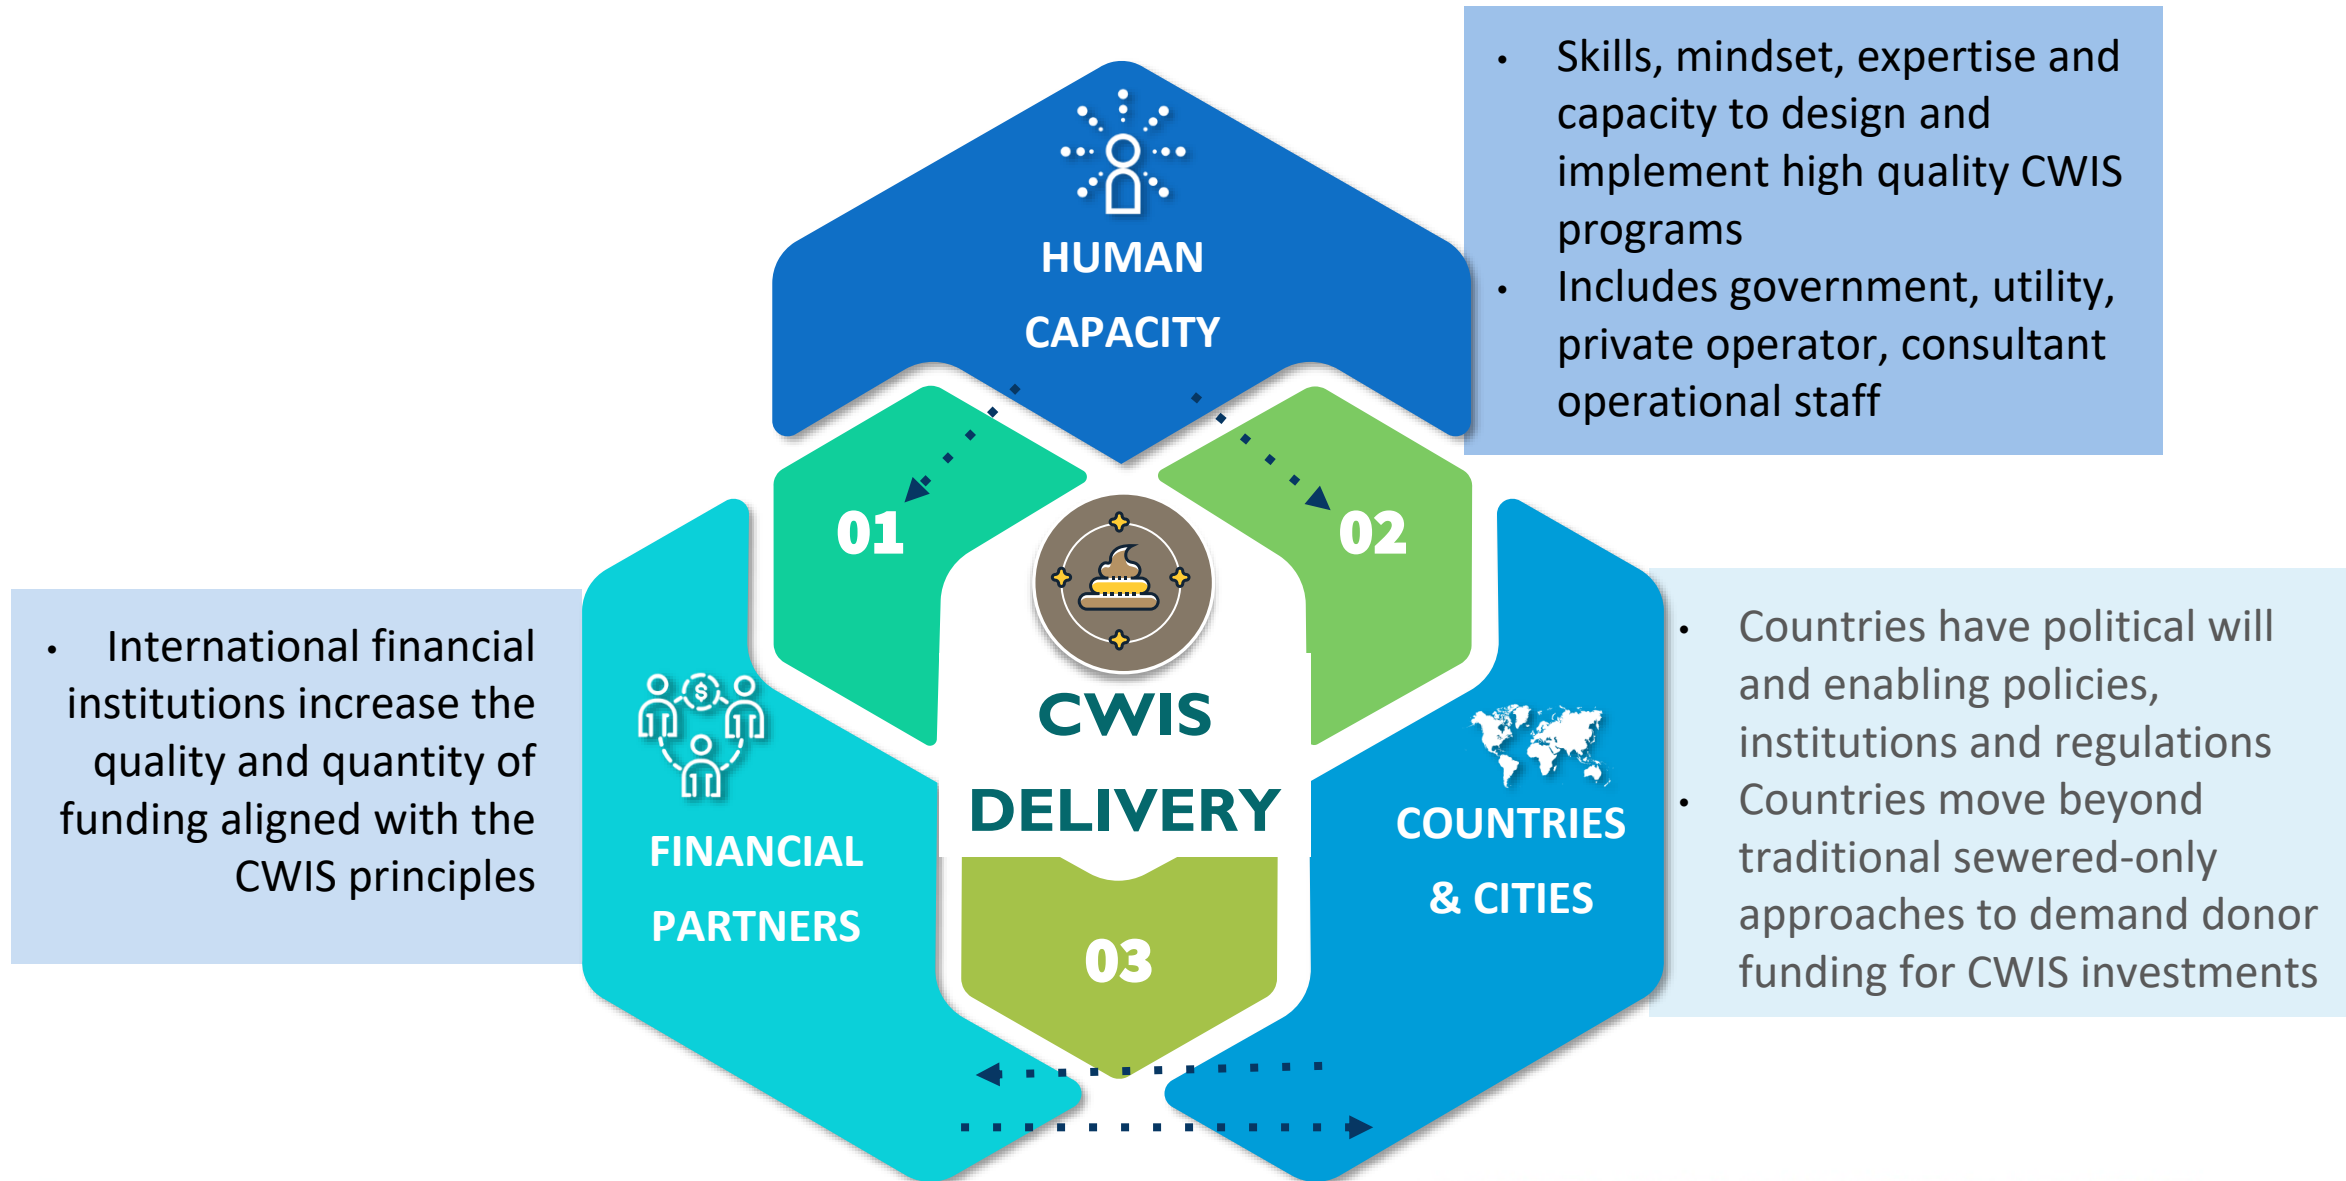 • Skills, mindset, expertise and
capacity to design and
implement high quality CWIS
programs
• Includes government, utility,
private operator, consultant
operational staff
HUMAN
CAPACITY
01
02
• International financial
institutions increase the
quality and quantity of
funding aligned with the
CWIS principles
$
FINANCIAL
PARTNERS
CWIS
DELIVERY
03
COUNTRIES
& CITIES
• Countries have political will
and enabling policies,
institutions and regulations
• Countries move beyond
traditional sewered-only
approaches to demand donor
funding for CWIS investments